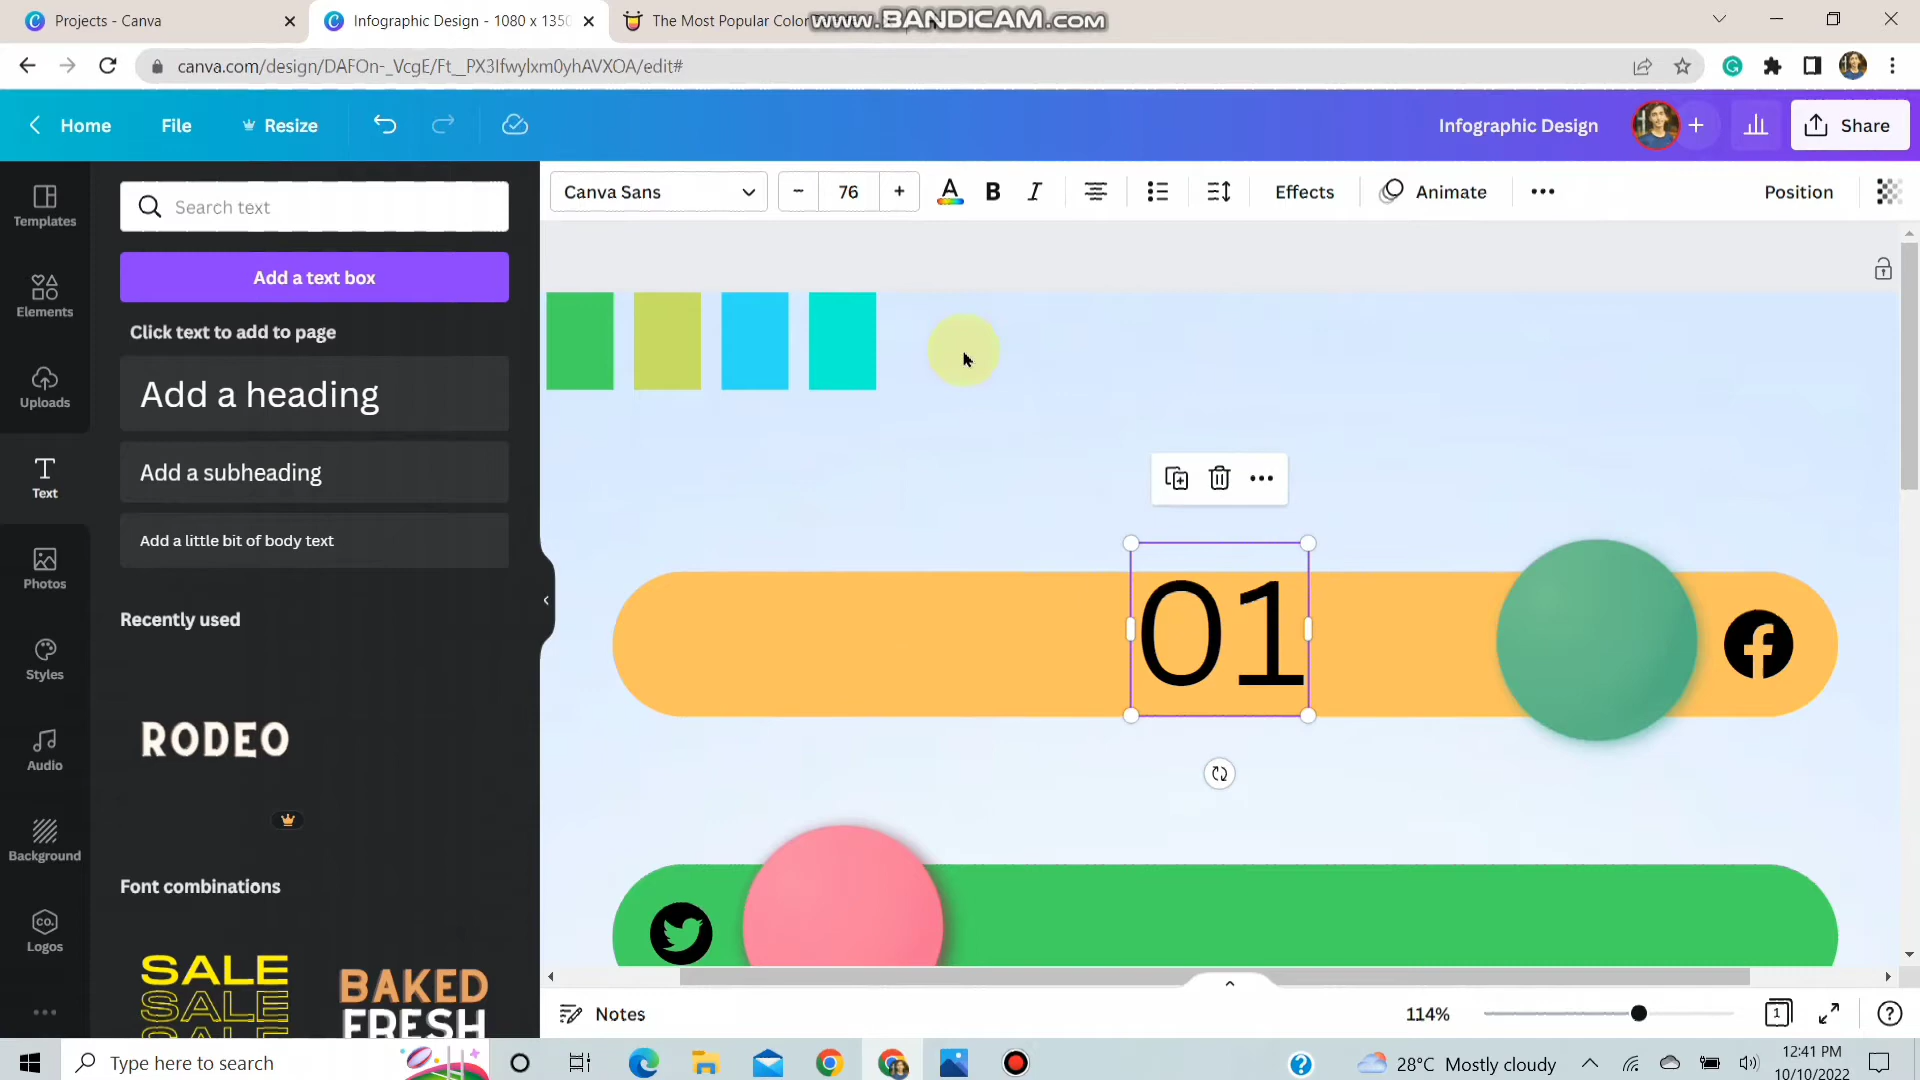 Projects - Canva
Infographic Design - 1080 x 1350
The Most Popular Color
www.BANDICAM.com
canva.com/design/DAFOn-_VcgE/Ft__PX3Ifwylxm0yhAVXOA/edit#
Home
File
Resize
Infographic Design
Share
Templates
Elements
Uploads
Text
Photos
Styles
Audio
Background
Logos
Search text
Add a text box
Click text to add to page
Add a heading
Add a subheading
Add a little bit of body text
Recently used
RODEO
Font combinations
SALE
SALE
SALE
BAKED
FRESH
Canva Sans
76
B
I
Effects
Animate
Position
01
Notes
114%
1
Type here to search
28°C Mostly cloudy
12:41 PM
10/10/2022
CO.